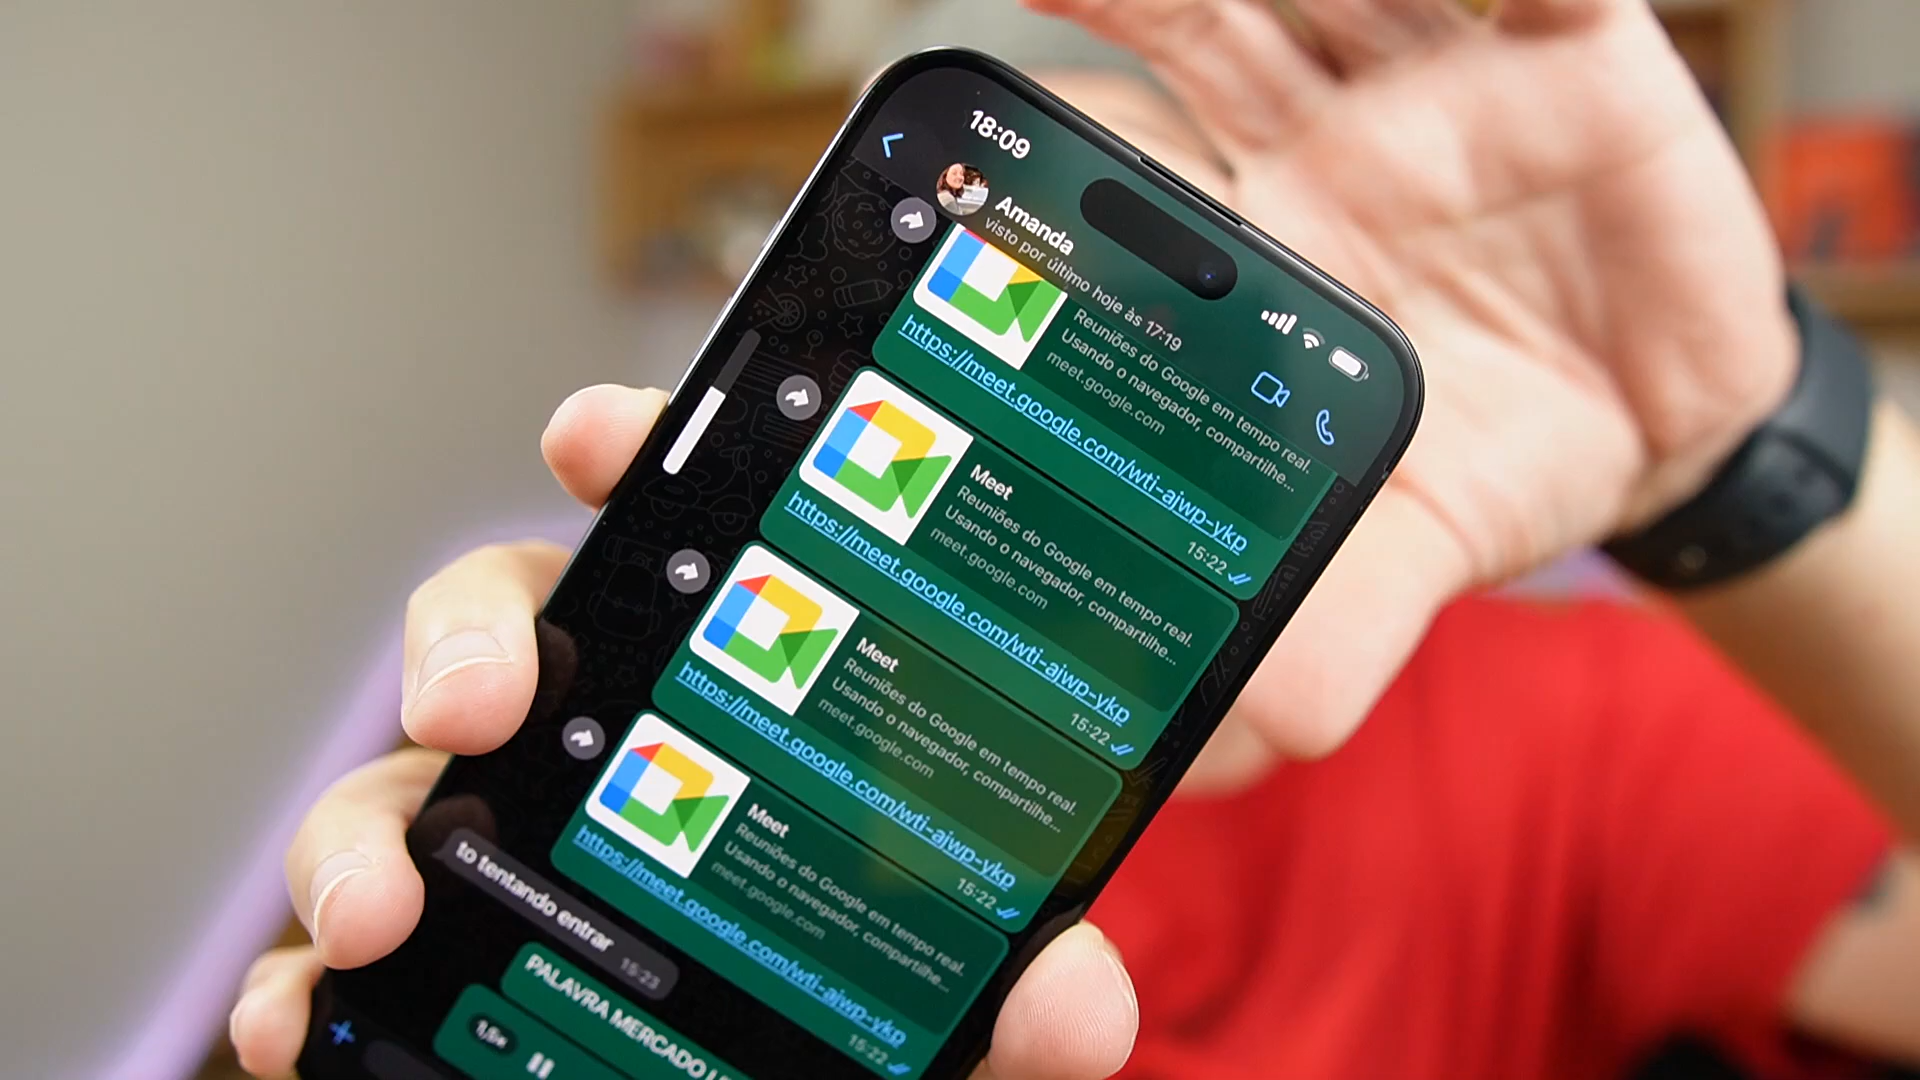 18:09
Amanda
visto por último hoje às 17:19
Reuniões do Google em tempo real.
Usando o navegador, compartilhe...
meet.google.com
https://meet.google.com/wti-ajwp-ykp
15:22
Meet
Reuniões do Google em tempo real.
Usando o navegador, compartilhe...
meet.google.com
https://meet.google.com/wti-ajwp-ykp
15:22
Meet
Reuniões do Google em tempo real.
Usando o navegador, compartilhe...
meet.google.com
https://meet.google.com/wti-ajwp-ykp
15:22
Meet
Reuniões do Google em tempo real.
Usando o navegador, compartilhe...
meet.google.com
https://meet.google.com/wti-ajwp-ykp
15:22
to tentando entrar
15:23
PALAVRA MERCADO
1,5×